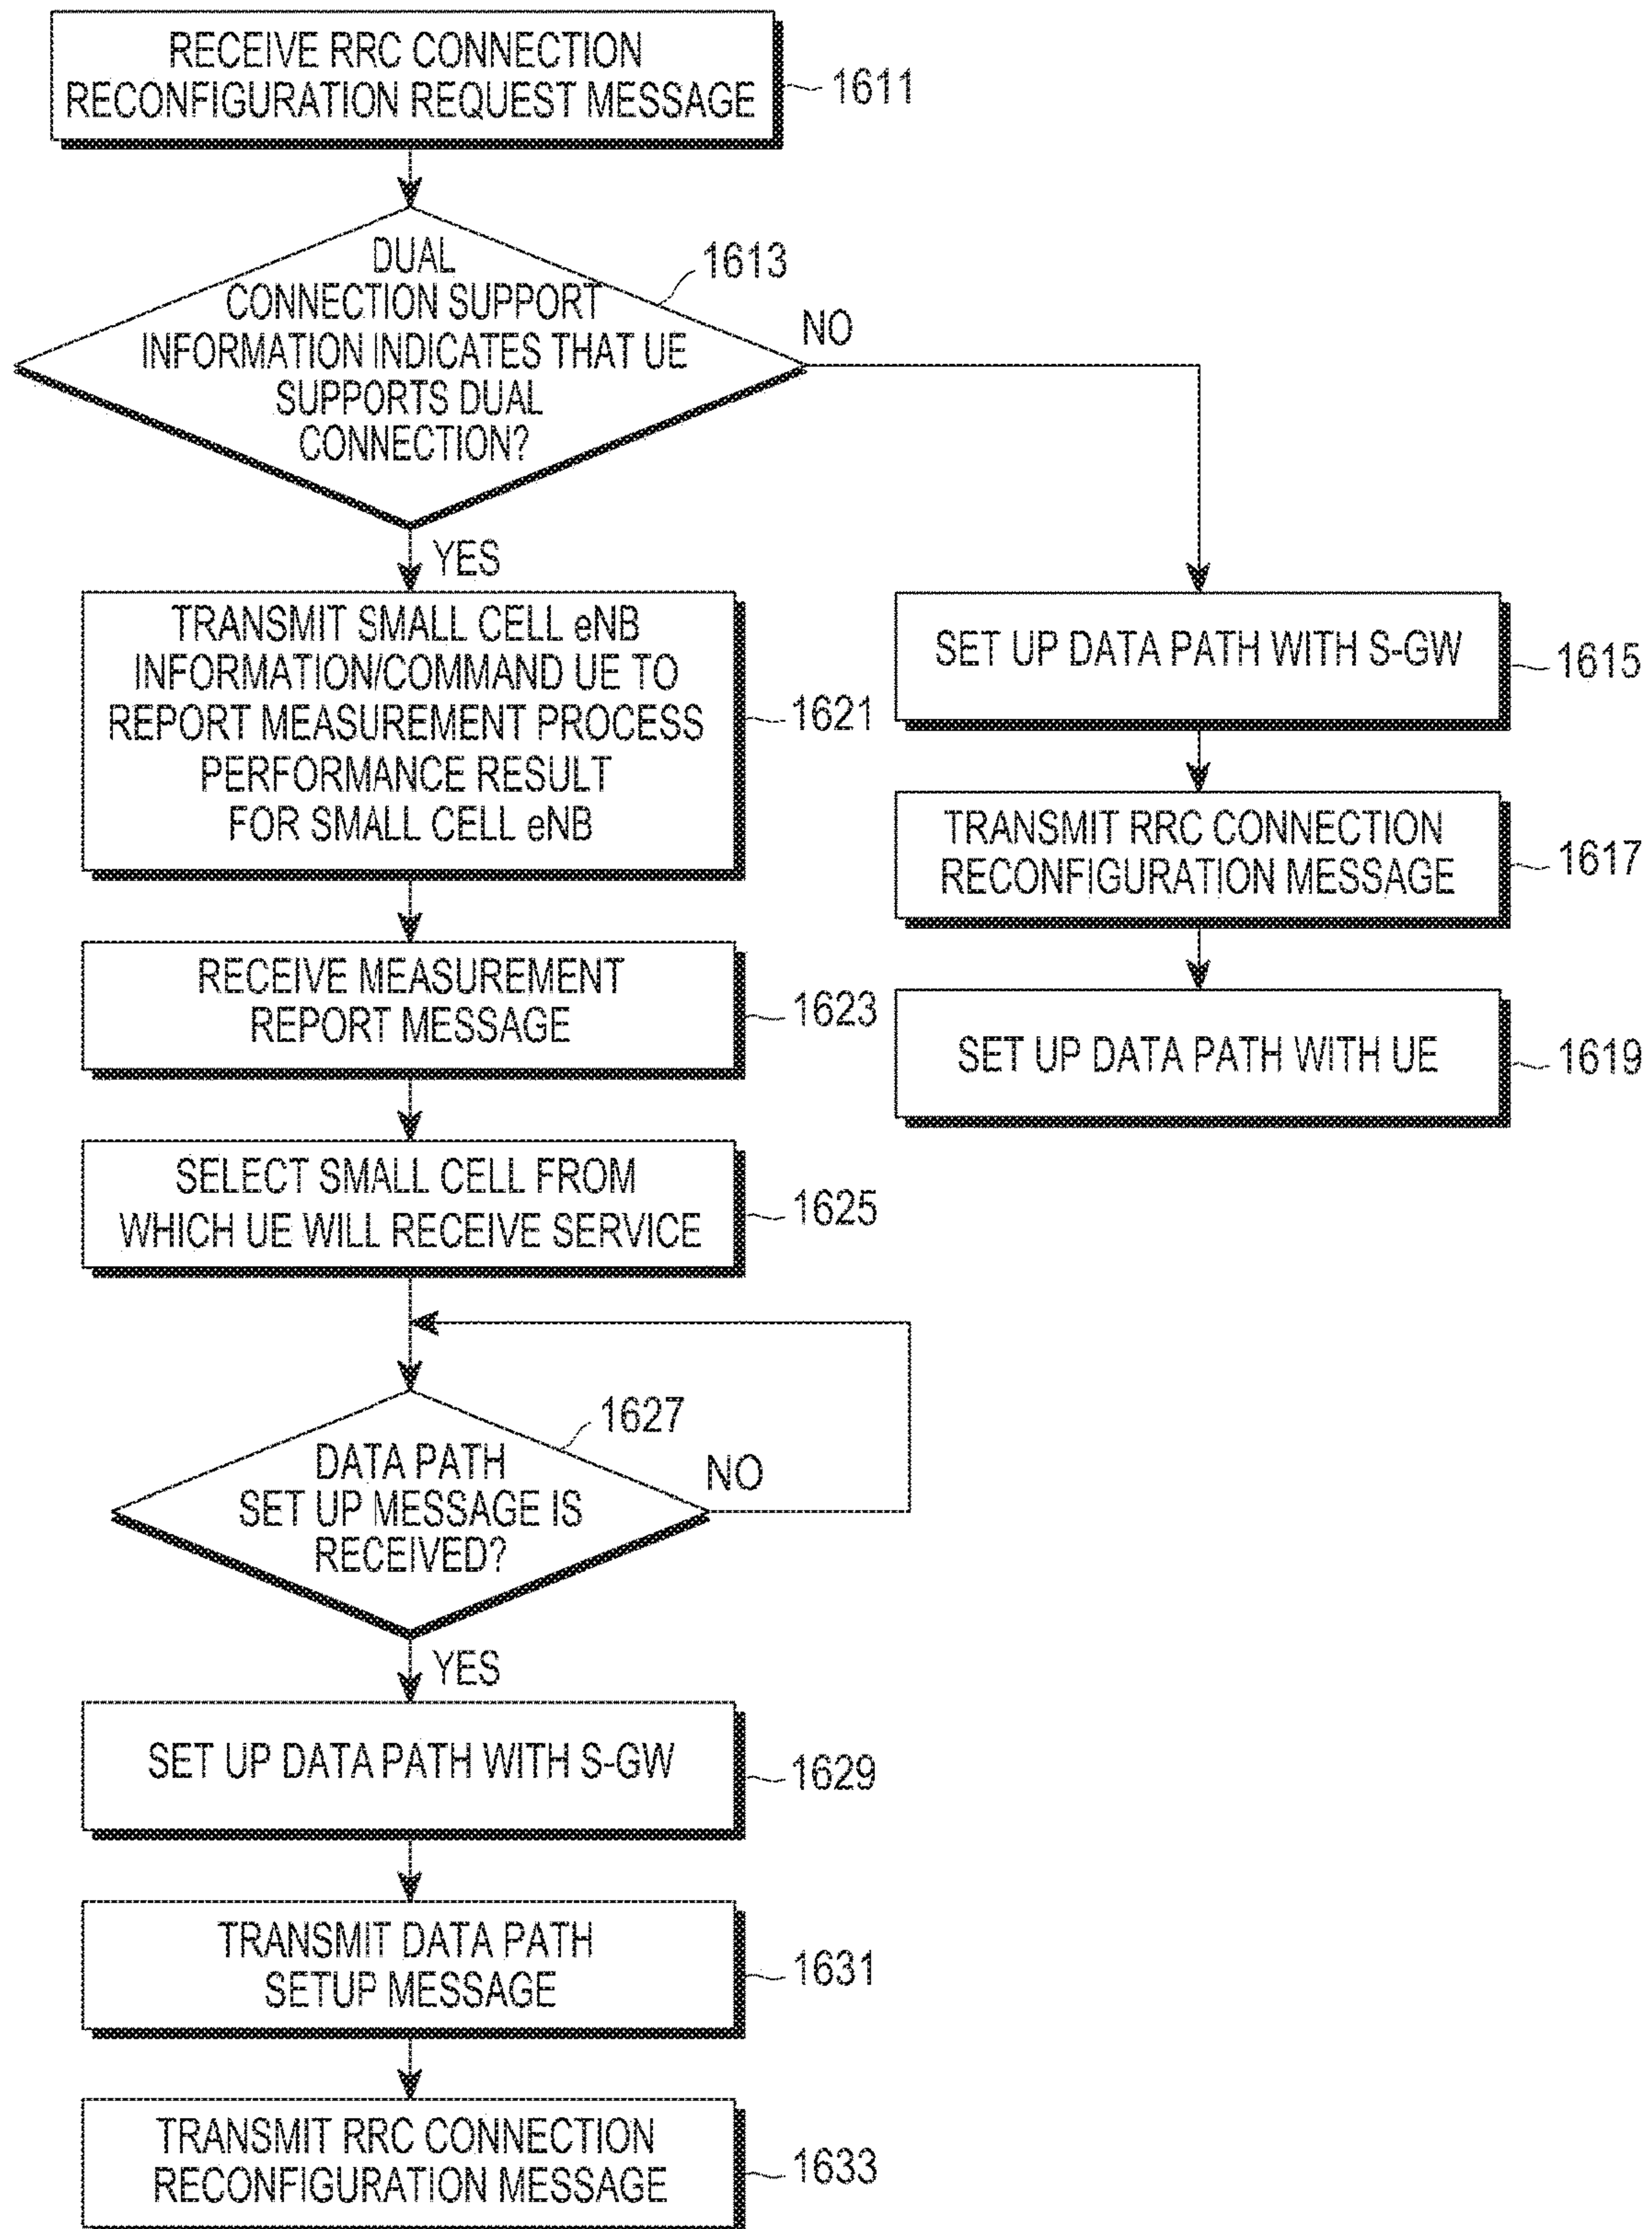 RECEIVE RRC CONNECTION
RECONFIGURATION REQUEST MESSAGE
1611
DUAL
CONNECTION SUPPORT
INFORMATION INDICATES THAT UE
SUPPORTS DUAL
CONNECTION?
1613
NO
YES
TRANSMIT SMALL CELL eNB
INFORMATION/COMMAND UE TO
REPORT MEASUREMENT PROCESS
PERFORMANCE RESULT
FOR SMALL CELL eNB
1621
SET UP DATA PATH WITH S-GW
1615
TRANSMIT RRC CONNECTION
RECONFIGURATION MESSAGE
1617
RECEIVE MEASUREMENT
REPORT MESSAGE
1623
SET UP DATA PATH WITH UE
1619
SELECT SMALL CELL FROM
WHICH UE WILL RECEIVE SERVICE
1625
1627
DATA PATH
SET UP MESSAGE IS
RECEIVED?
NO
YES
SET UP DATA PATH WITH S-GW
1629
TRANSMIT DATA PATH
SETUP MESSAGE
1631
TRANSMIT RRC CONNECTION
RECONFIGURATION MESSAGE
1633